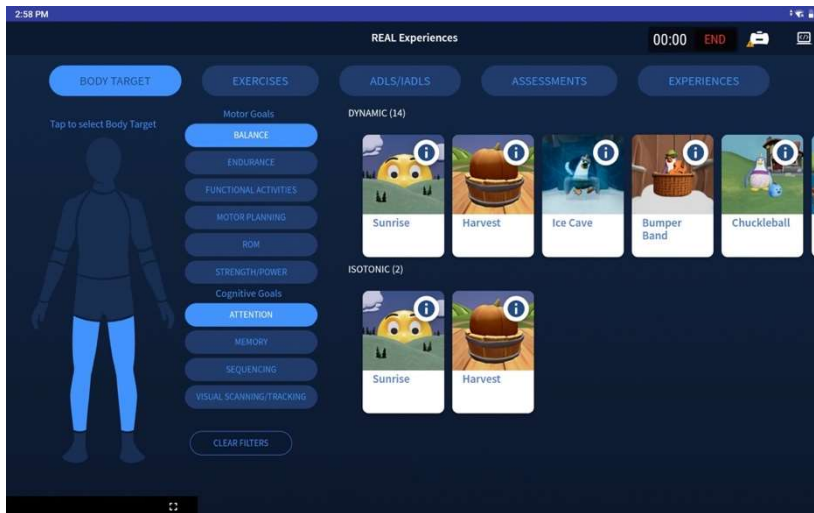 2:58 PM
REAL Experiences
00:00 END
BODY TARGET EXERCISES ADLS/IADLS ASSESSMENTS EXPERIENCES
Tap to select Body Target
Motor Goals
BALANCE
ENDURANCE
FUNCTIONAL ACTIVITIES
MOTOR PLANNING
ROM
STRENGTH/POWER
Cognitive Goals
ATTENTION
MEMORY
SEQUENCING
VISUAL SCANNING/TRACKING
CLEAR FILTERS
DYNAMIC (14)
Sunrise
Harvest
Ice Cave
Bumper
Band
Chuckleball
ISOTONIC (2)
Sunrise
Harvest